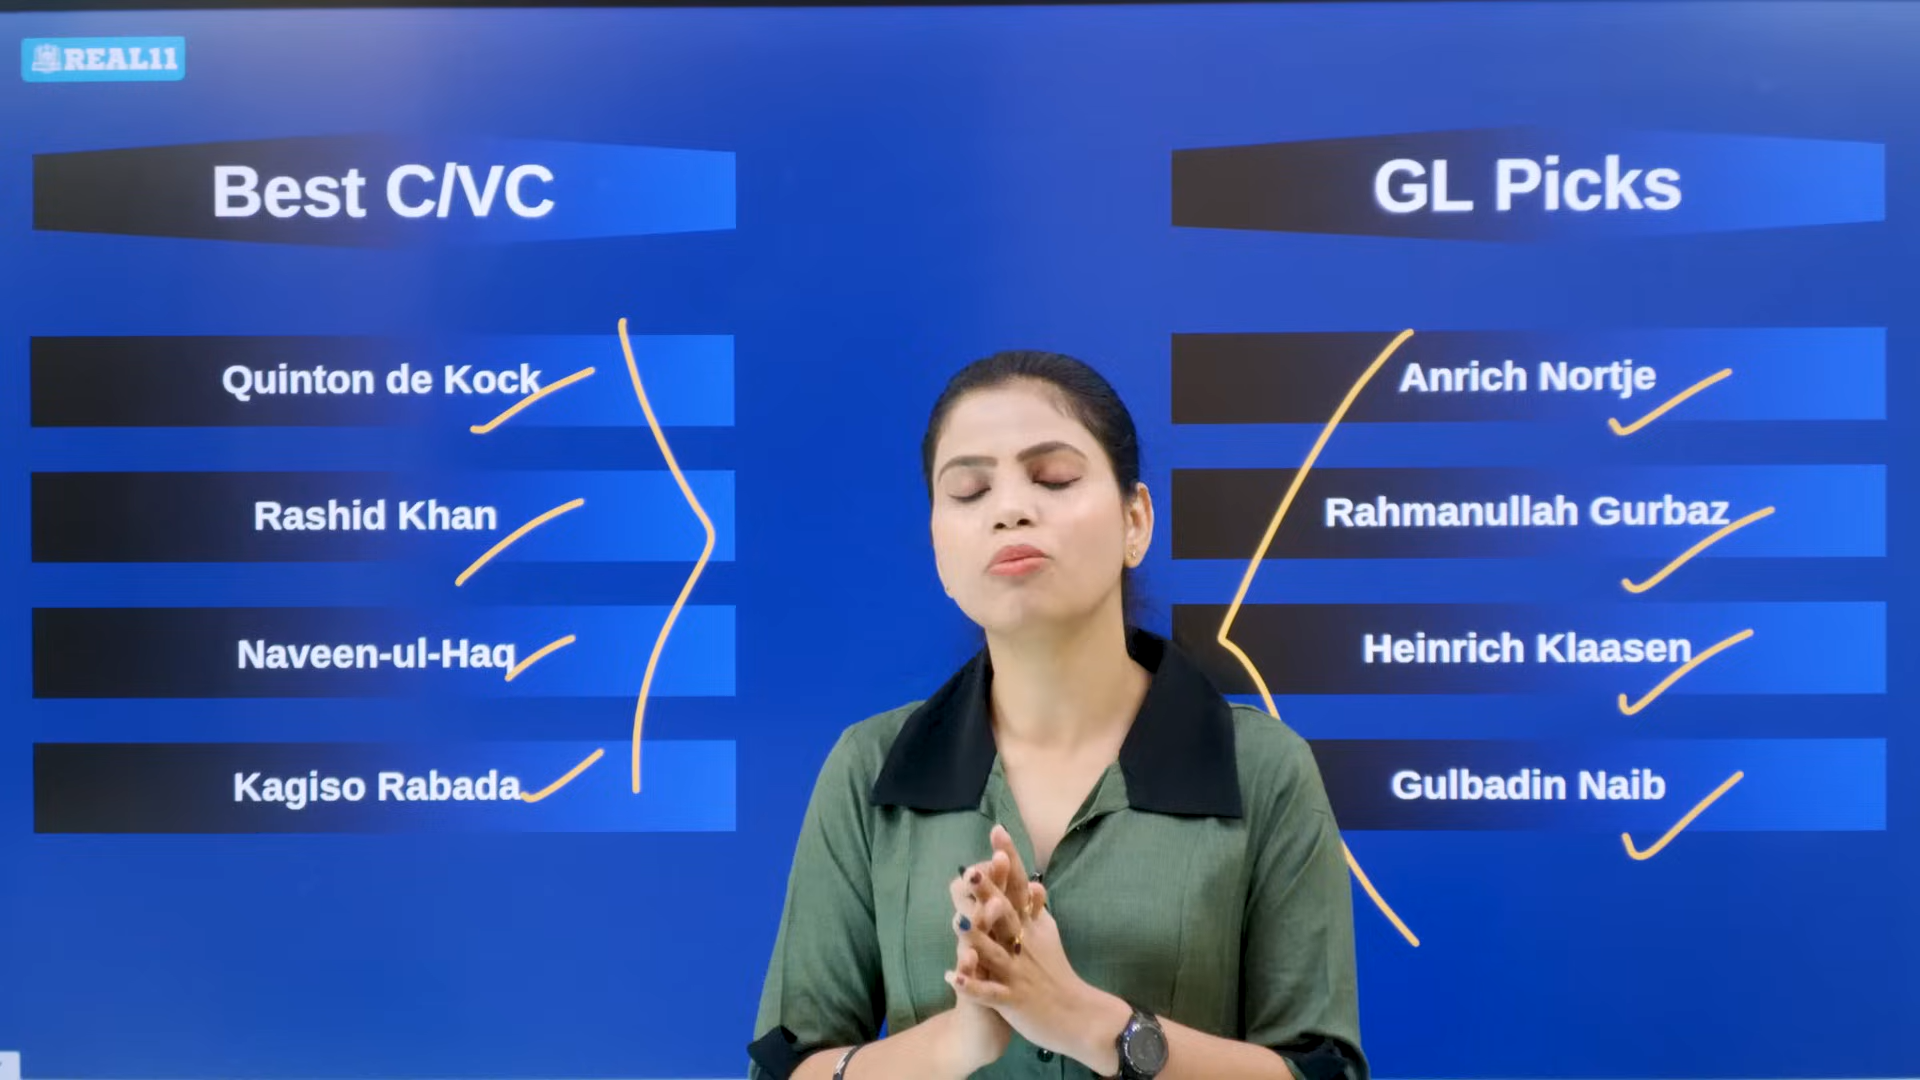 REAL11
Best C/VC
GL Picks
Quinton de Kock
Rashid Khan
Naveen-ul-Haq
Kagiso Rabada
Anrich Nortje
Rahmanullah Gurbaz
Heinrich Klaasen
Gulbadin Naib